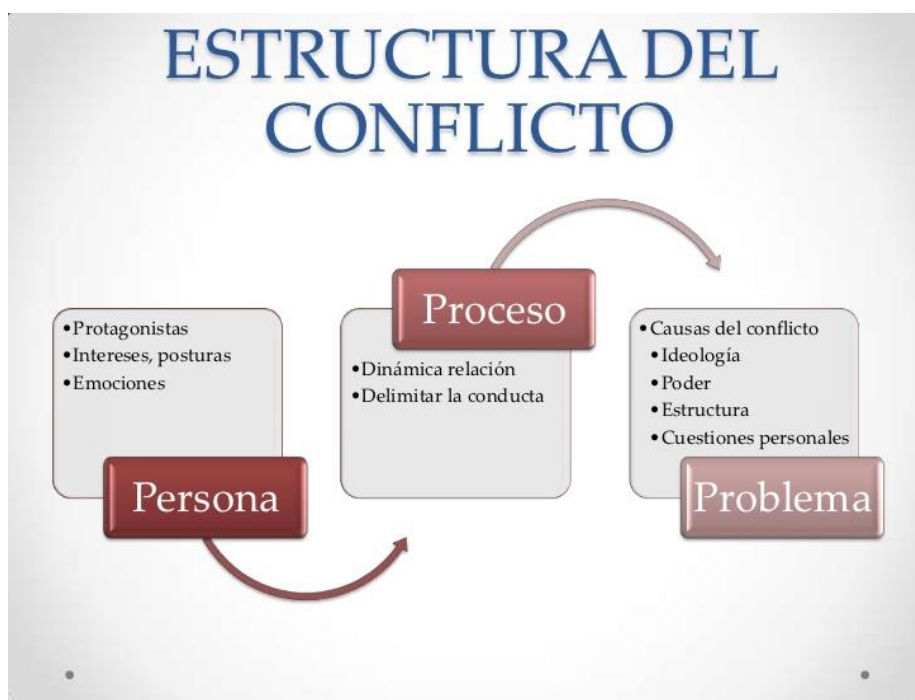 ESTRUCTURA DEL
CONFLICTO
•Protagonistas
•Intereses, posturas
•Emociones
Persona
Proceso
•Dinámica relación
•Delimitar la conducta
•Causas del conflicto
•Ideología
•Poder
•Estructura
•Cuestiones personales
Problema